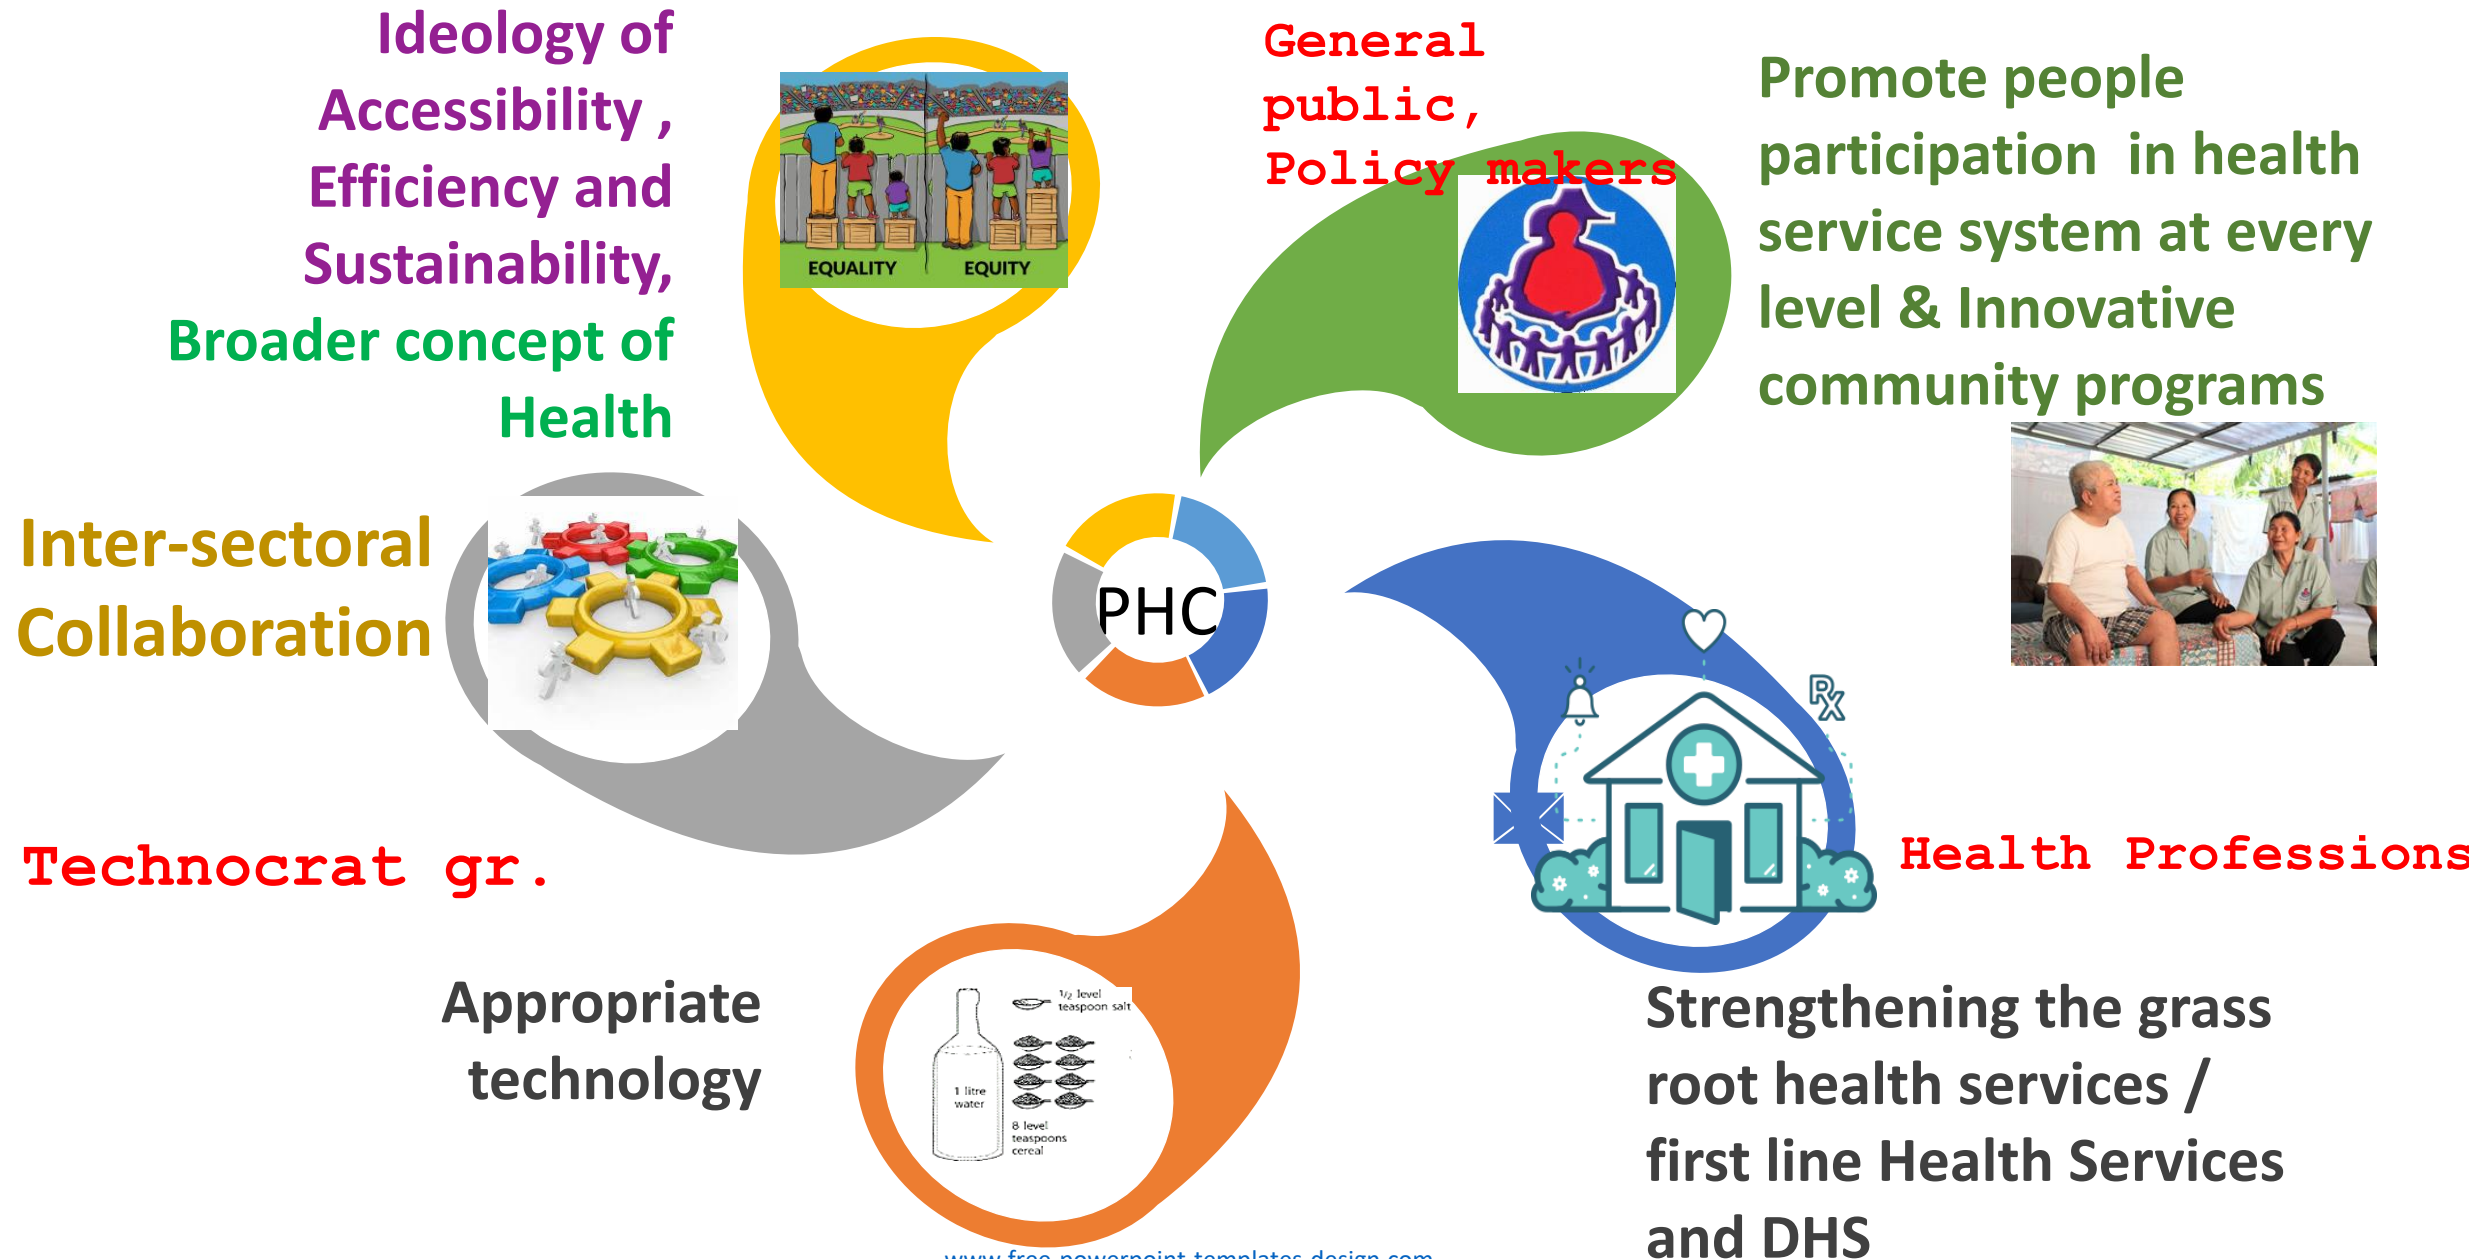 Ideology of
Accessibility ,
Efficiency and
Sustainability,
Broader concept of
Health
EQUALITY
EQUITY
General
public,
Policy makers
Promote people
participation in health
service system at every
level & Innovative
community programs
Inter-sectoral
Collaboration
PHC
Rx
Technocrat gr.
Health Professions
Appropriate
technology
1/2 level
teaspoon salt
1 litre
water
8 level
teaspoons
cereal
Strengthening the grass
root health services /
first line Health Services
and DHS
www.free-powerpoint-templates-design.com